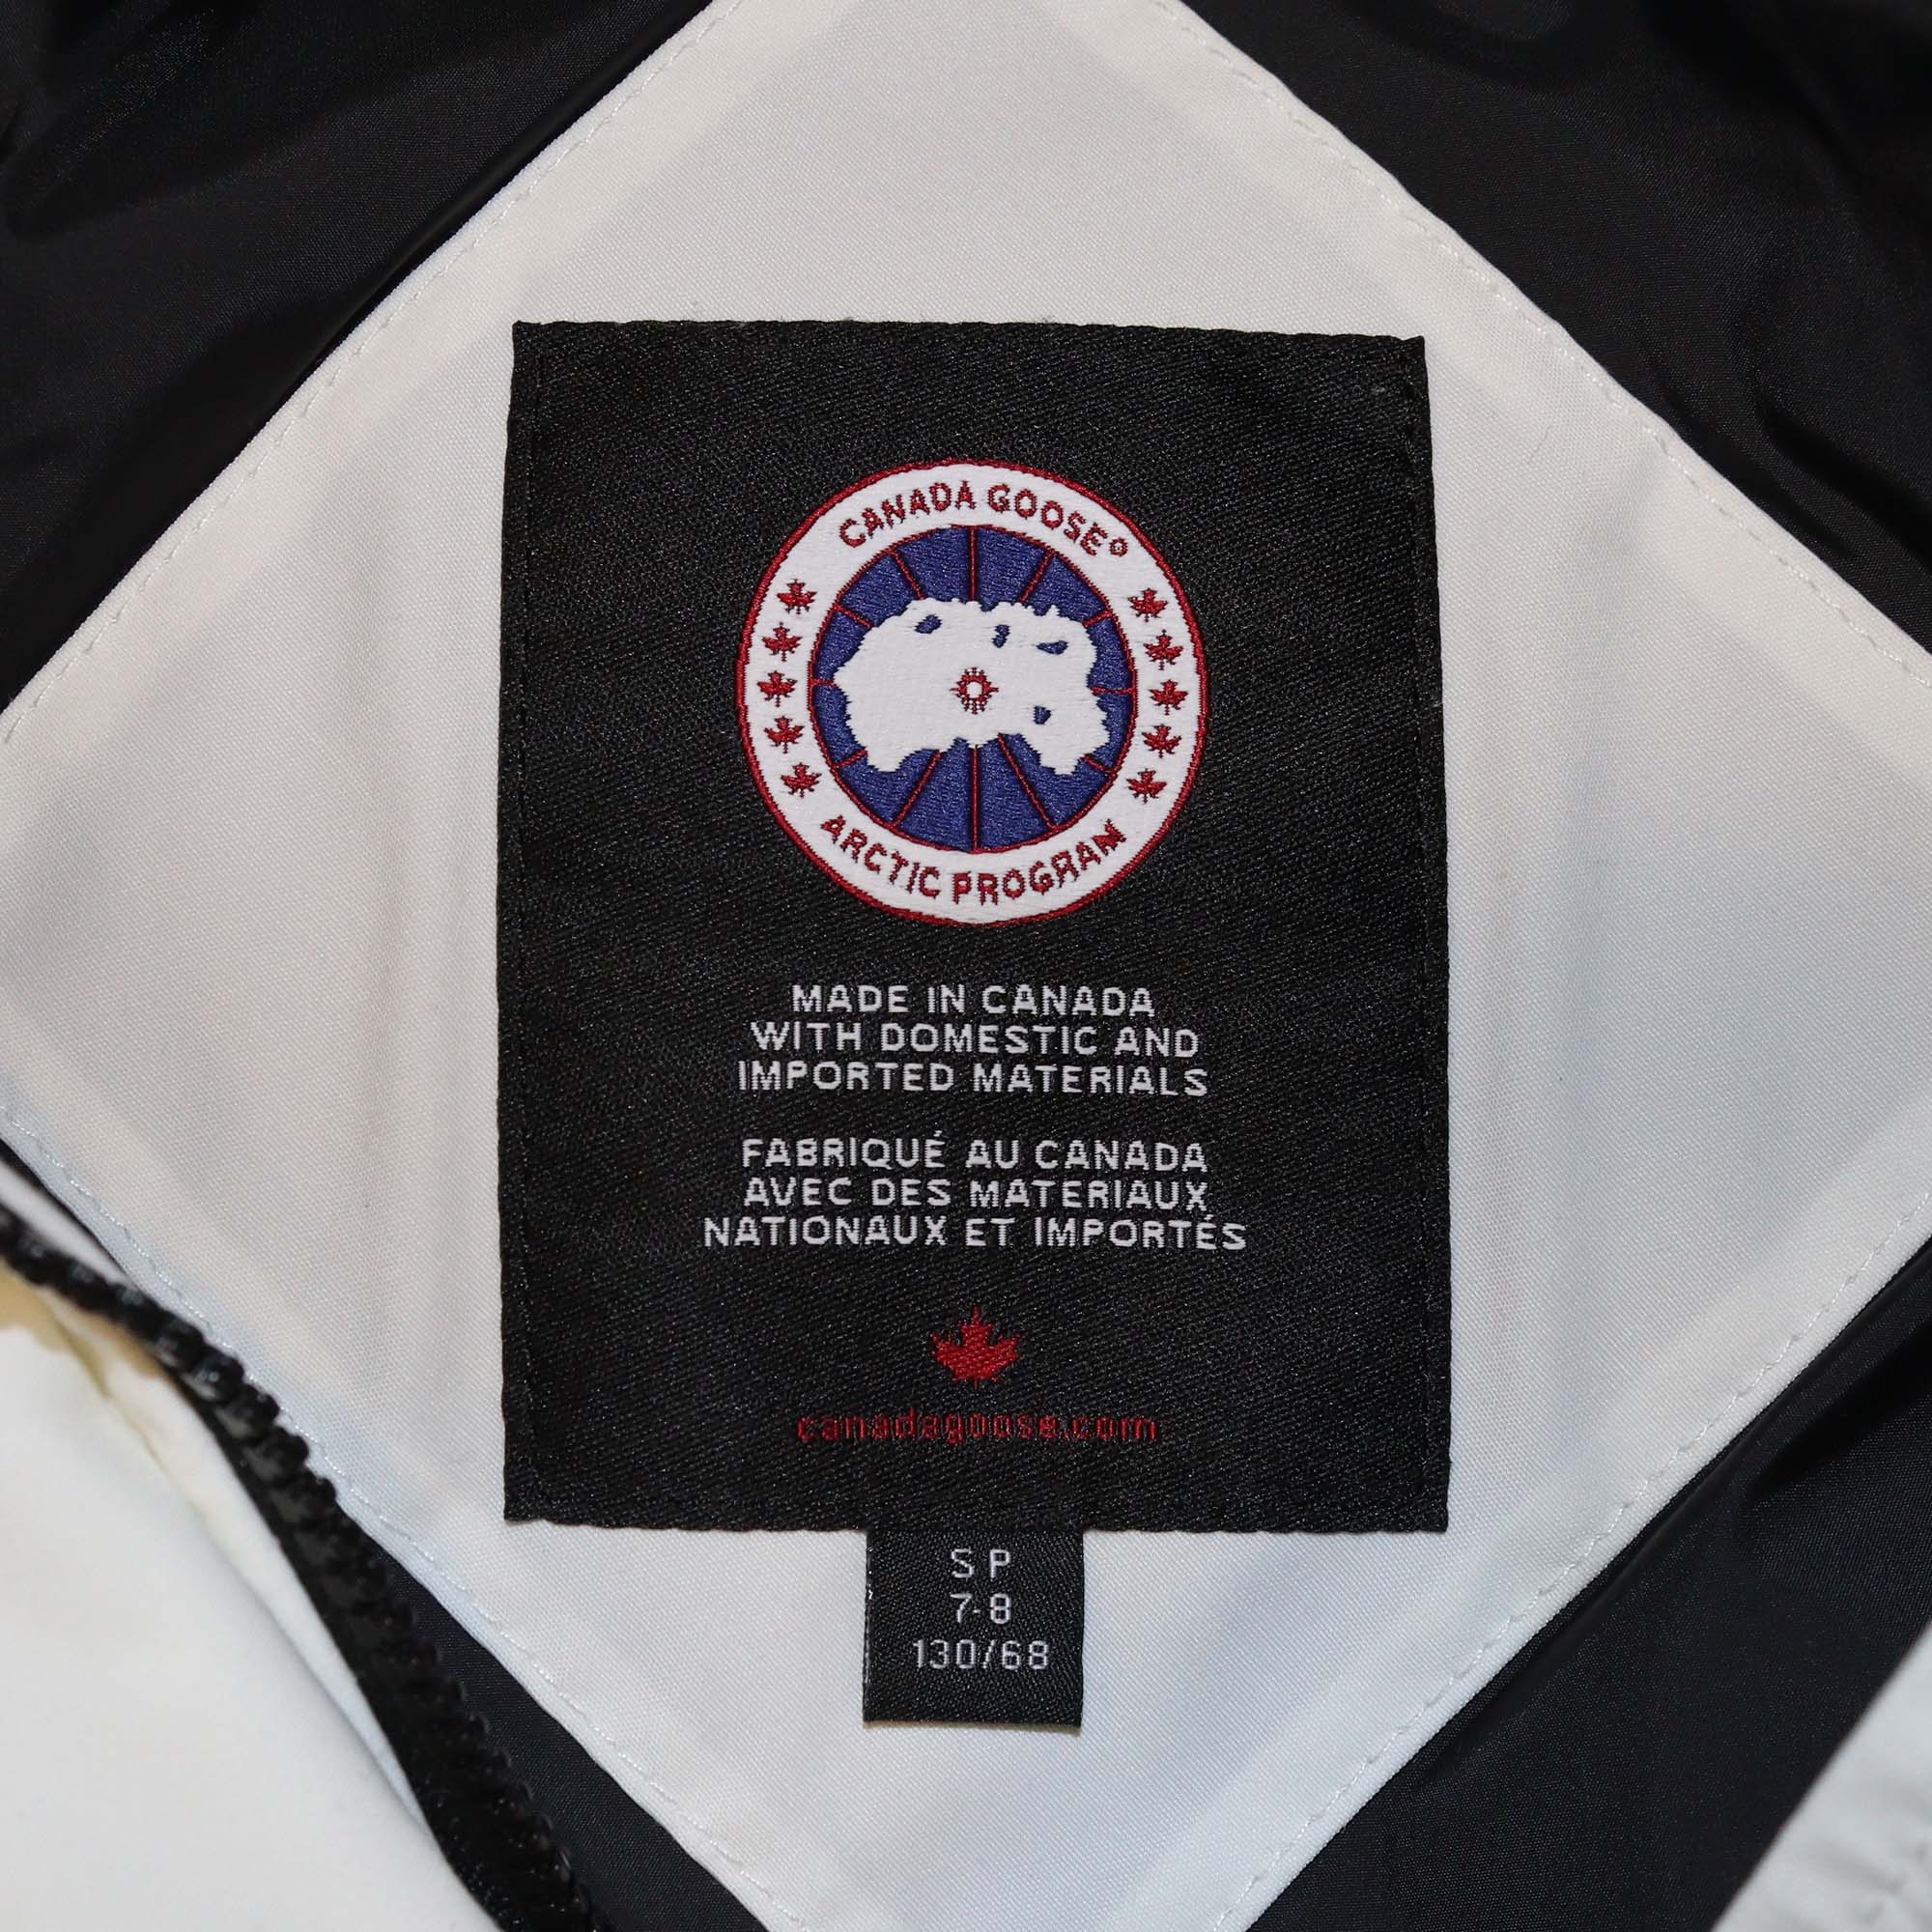 CANADA GOOSE®
ARCTIC PROGRAM
MADE IN CANADA
WITH DOMESTIC AND
IMPORTED MATERIALS
FABRIQUÉ AU CANADA
AVEC DES MATERIAUX
NATIONAUX ET IMPORTÉS
canadagoose.com
S P
7-8
130/68